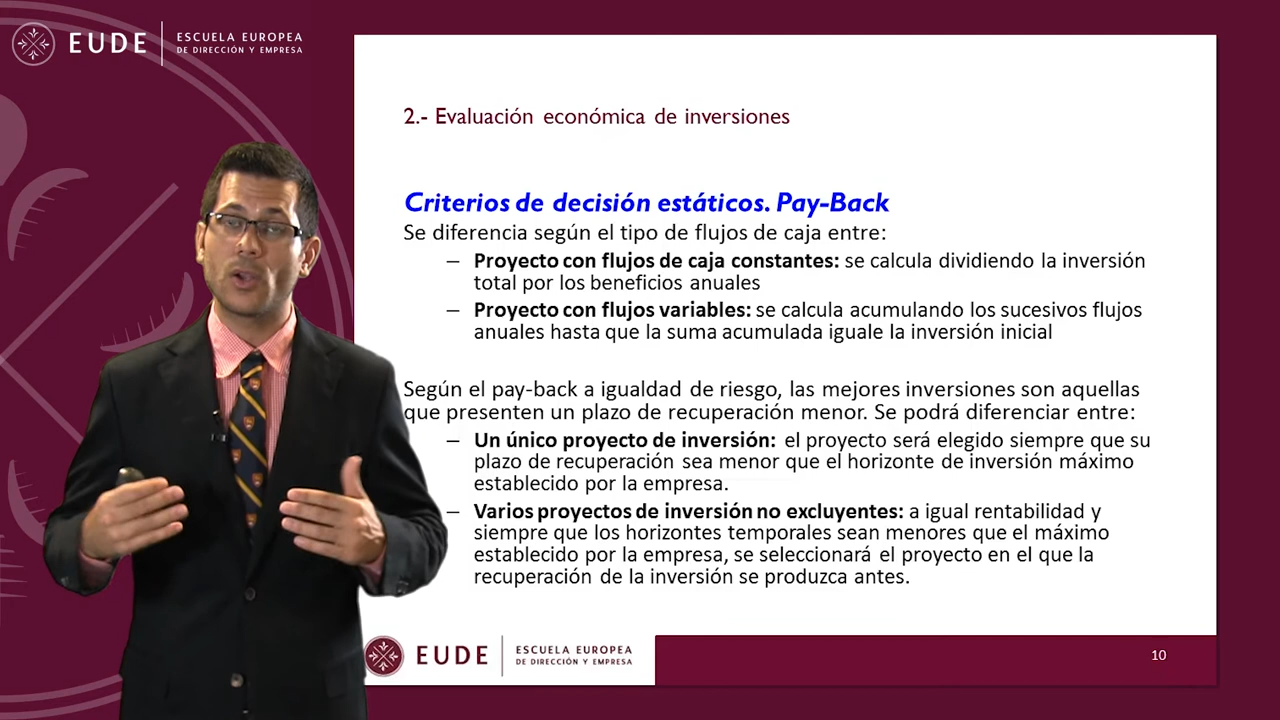 EUDE
ESCUELA EUROPEA
DE DIRECCIÓN Y EMPRESA
2.- Evaluación económica de inversiones
Criterios de decisión estáticos. Pay-Back
Se diferencia según el tipo de flujos de caja entre:
– Proyecto con flujos de caja constantes: se calcula dividiendo la inversión
total por los beneficios anuales
– Proyecto con flujos variables: se calcula acumulando los sucesivos flujos
anuales hasta que la suma acumulada iguale la inversión inicial
Según el pay-back a igualdad de riesgo, las mejores inversiones son aquellas
que presenten un plazo de recuperación menor. Se podrá diferenciar entre:
– Un único proyecto de inversión: el proyecto será elegido siempre que su
plazo de recuperación sea menor que el horizonte de inversión máximo
establecido por la empresa.
– Varios proyectos de inversión no excluyentes: a igual rentabilidad y
siempre que los horizontes temporales sean menores que el máximo
establecido por la empresa, se seleccionará el proyecto en el que la
recuperación de la inversión se produzca antes.
EUDE
ESCUELA EUROPEA
DE DIRECCIÓN Y EMPRESA
10